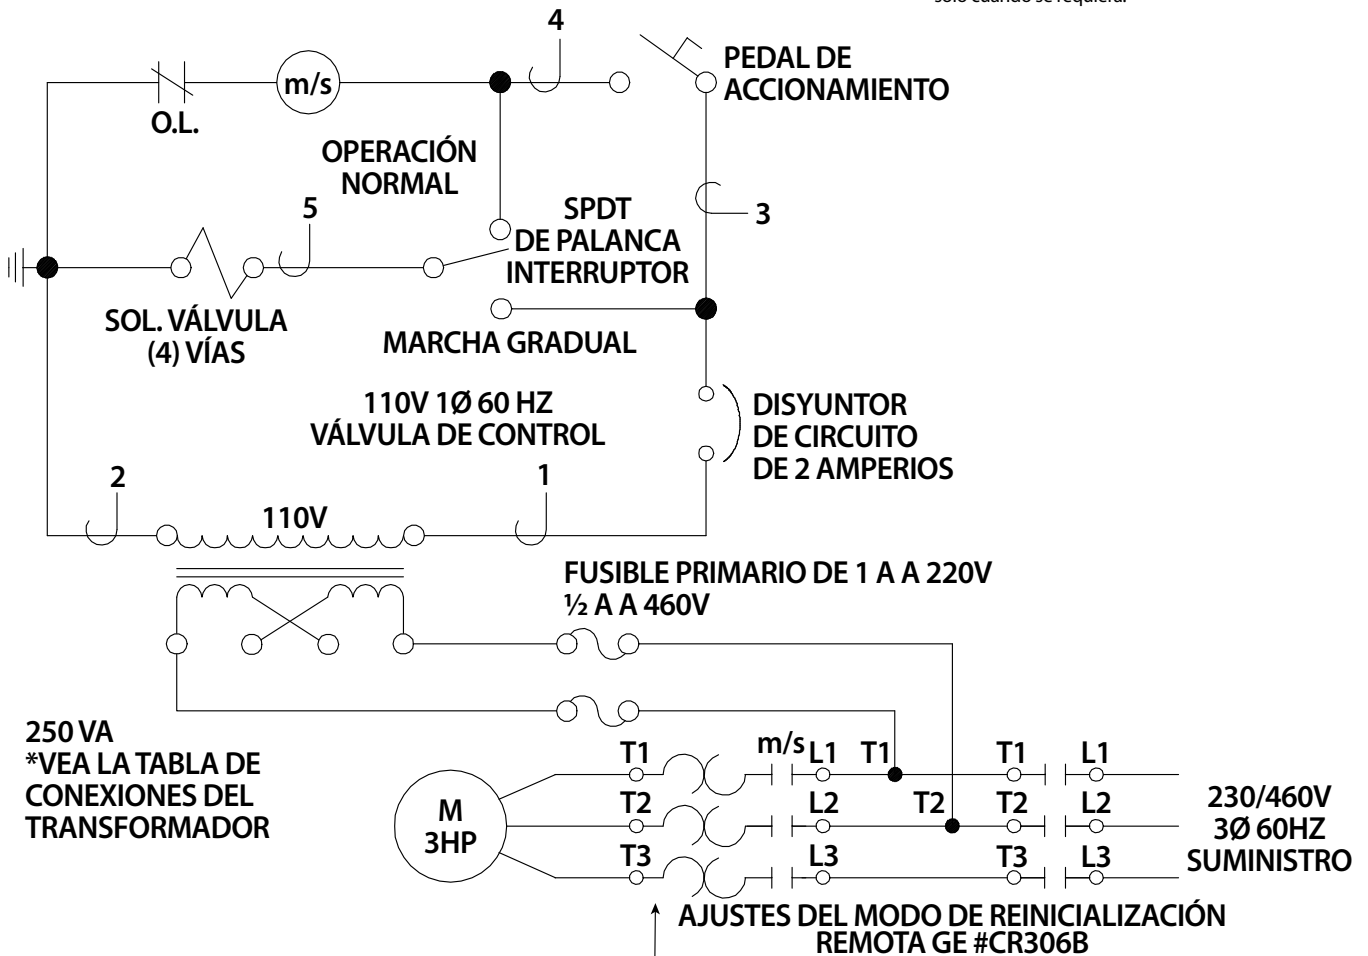 sólo cuando se requiera.
4
PEDAL DE
ACCIONAMIENTO
m/s
O.L.
OPERACIÓN
NORMAL
5
SPDT
DE PALANCA
INTERRUPTOR
3
SOL. VÁLVULA
(4) VÍAS
MARCHA GRADUAL
110V 1Ø 60 HZ
VÁLVULA DE CONTROL
DISYUNTOR
DE CIRCUITO
DE 2 AMPERIOS
2
1
110V
FUSIBLE PRIMARIO DE 1 A A 220V
½ A A 460V
250 VA
*VEA LA TABLA DE
CONEXIONES DEL
TRANSFORMADOR
M
3HP
T1 m/s L1 T1 T1 L1
T2 L2 T2 T2 L2
T3 L3 T3 L3
230/460V
3Ø 60HZ
SUMINISTRO
AJUSTES DEL MODO DE REINICIALIZACIÓN
REMOTA GE #CR306B